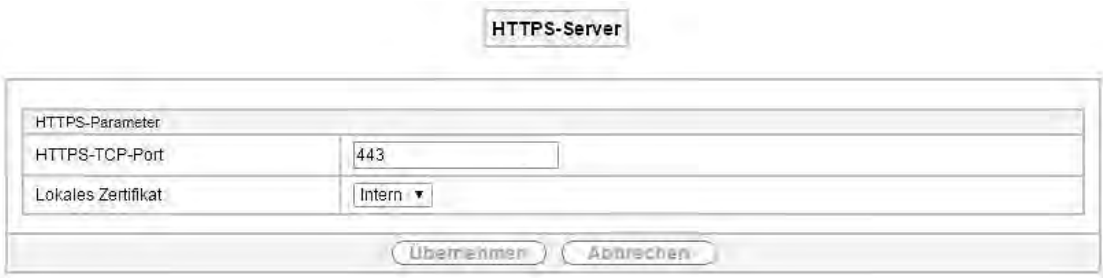 HTTPS-Server
HTTPS-Parameter
HTTPS-TCP-Port 443
Lokales Zertifikat Intern
Übernehmen Abbrechen